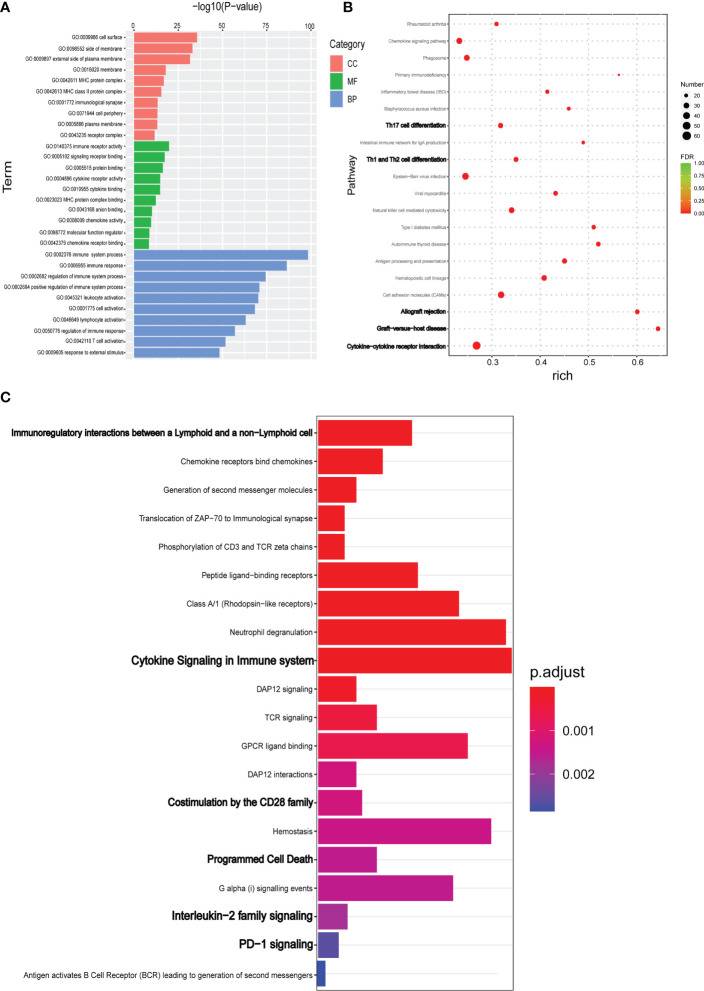 A
−log10(P−value)
0
25
50
75
100
Term
GO:0009986 cell surface
GO:0098552 side of membrane
GO:0009897 external side of plasma membrane
GO:0016020 membrane
GO:0042611 MHC protein complex
GO:0042613 MHC class II protein complex
GO:0001772 immunological synapse
GO:0071944 cell periphery
GO:0005886 plasma membrane
GO:0043235 receptor complex
GO:0140375 immune receptor activity
GO:0005102 signaling receptor binding
GO:0005515 protein binding
GO:0004896 cytokine receptor activity
GO:0019955 cytokine binding
GO:0023023 MHC protein complex binding
GO:0043168 anion binding
GO:0008009 chemokine activity
GO:0098772 molecular function regulator
GO:0042379 chemokine receptor binding
GO:0002376 immune system process
GO:0006955 immune response
GO:0002682 regulation of immune system process
GO:0002684 positive regulation of immune system process
GO:0045321 leukocyte activation
GO:0001775 cell activation
GO:0046649 lymphocyte activation
GO:0050776 regulation of immune response
GO:0042110 T cell activation
GO:0009605 response to external stimulus
Category
CC
MF
BP
B
Pathway
Rheumatoid arthritis
Chemokine signaling pathway
Phagosome
Primary immunodeficiency
Inflammatory bowel disease (IBD)
Staphylococcus aureus infection
Th17 cell differentiation
Intestinal immune network for IgA production
Th1 and Th2 cell differentiation
Epstein−Barr virus infection
Viral myocarditis
Natural killer cell mediated cytotoxicity
Type I diabetes mellitus
Autoimmune thyroid disease
Antigen processing and presentation
Hematopoietic cell lineage
Cell adhesion molecules (CAMs)
Allograft rejection
Graft−versus−host disease
Cytokine−cytokine receptor interaction
0.3
0.4
0.5
0.6
rich
Number
20
30
40
50
60
FDR
1.00
0.75
0.50
0.25
0.00
C
Immunoregulatory interactions between a Lymphoid and a non−Lymphoid cell
Chemokine receptors bind chemokines
Generation of second messenger molecules
Translocation of ZAP−70 to Immunological synapse
Phosphorylation of CD3 and TCR zeta chains
Peptide ligand−binding receptors
Class A/1 (Rhodopsin−like receptors)
Neutrophil degranulation
Cytokine Signaling in Immune system
DAP12 signaling
TCR signaling
GPCR ligand binding
DAP12 interactions
Costimulation by the CD28 family
Hemostasis
Programmed Cell Death
G alpha (i) signalling events
Interleukin−2 family signaling
PD−1 signaling
Antigen activates B Cell Receptor (BCR) leading to generation of second messengers
p.adjust
0.001
0.002